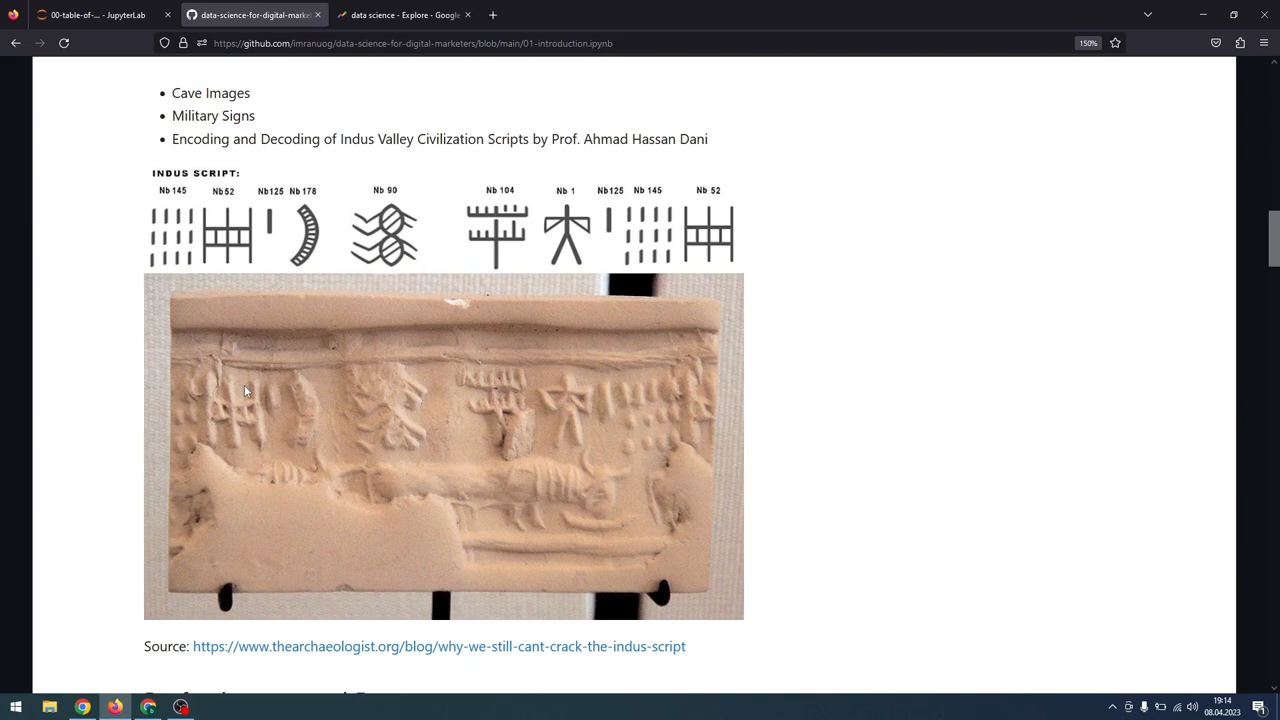 00-table-of-... - JupyterLab
data-science-for-digital-market
data science - Explore - Google
https://github.com/imranuog/data-science-for-digital-marketers/blob/main/01-introduction.ipynb
150%
Cave Images
Military Signs
Encoding and Decoding of Indus Valley Civilization Scripts by Prof. Ahmad Hassan Dani
INDUS SCRIPT:
Nb 145 Nb 52 Nb125 Nb 178 Nb 90 Nb 104 Nb 1 Nb125 Nb 145 Nb 52
Source: https://www.thearchaeologist.org/blog/why-we-still-cant-crack-the-indus-script
19:14
08.04.2023